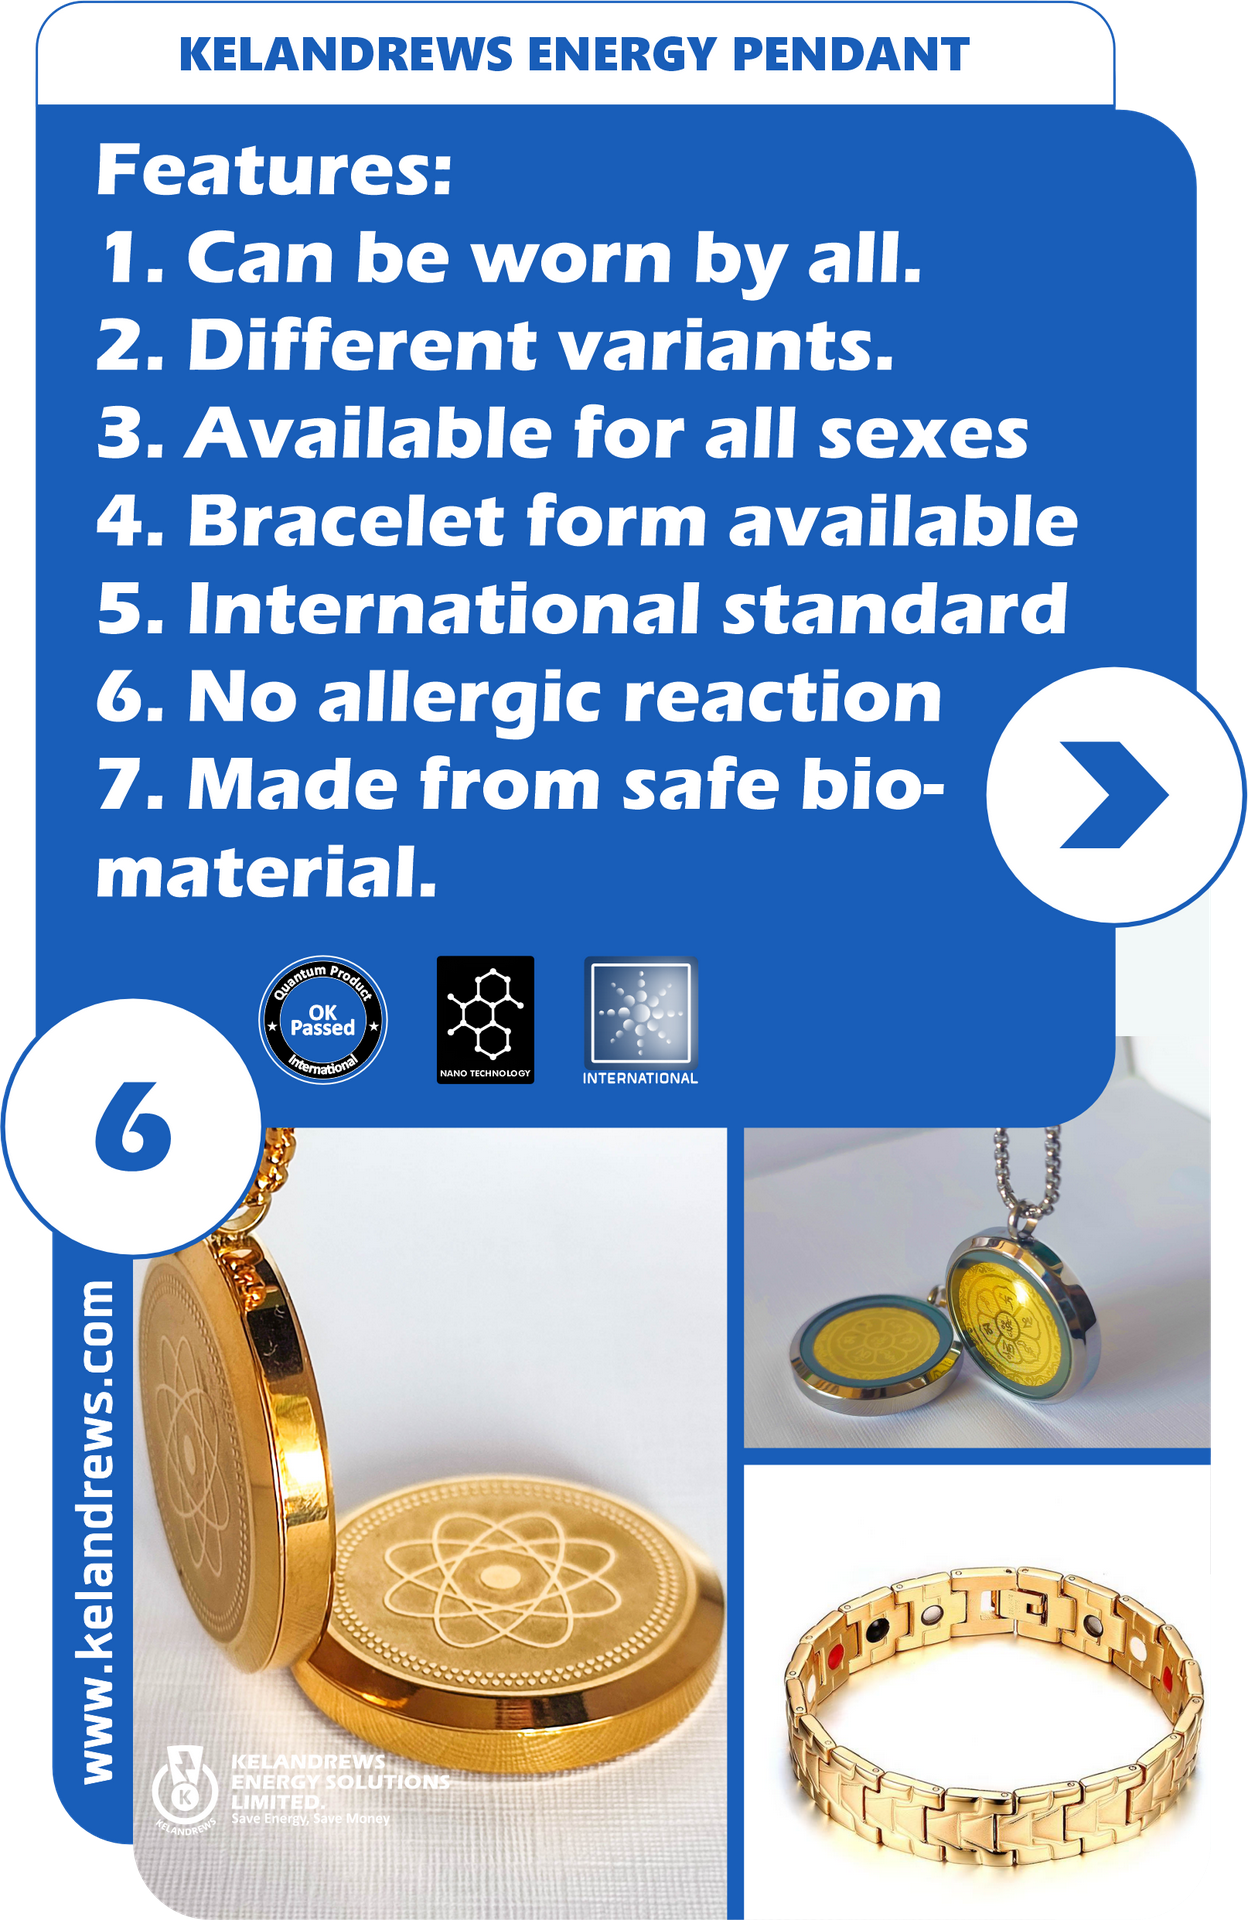 KELANDREWS ENERGY PENDANT
Features:
1. Can be worn by all.
2. Different variants.
3. Available for all sexes
4. Bracelet form available
5. International standard
6. No allergic reaction
7. Made from safe bio-
material.
Quantum Product
OK
Passed
International
NANO TECHNOLOGY
INTERNATIONAL
6
www.kelandrews.com
K
KELANDREWS
KELANDREWS
ENERGY SOLUTIONS
LIMITED.
Save Energy, Save Money